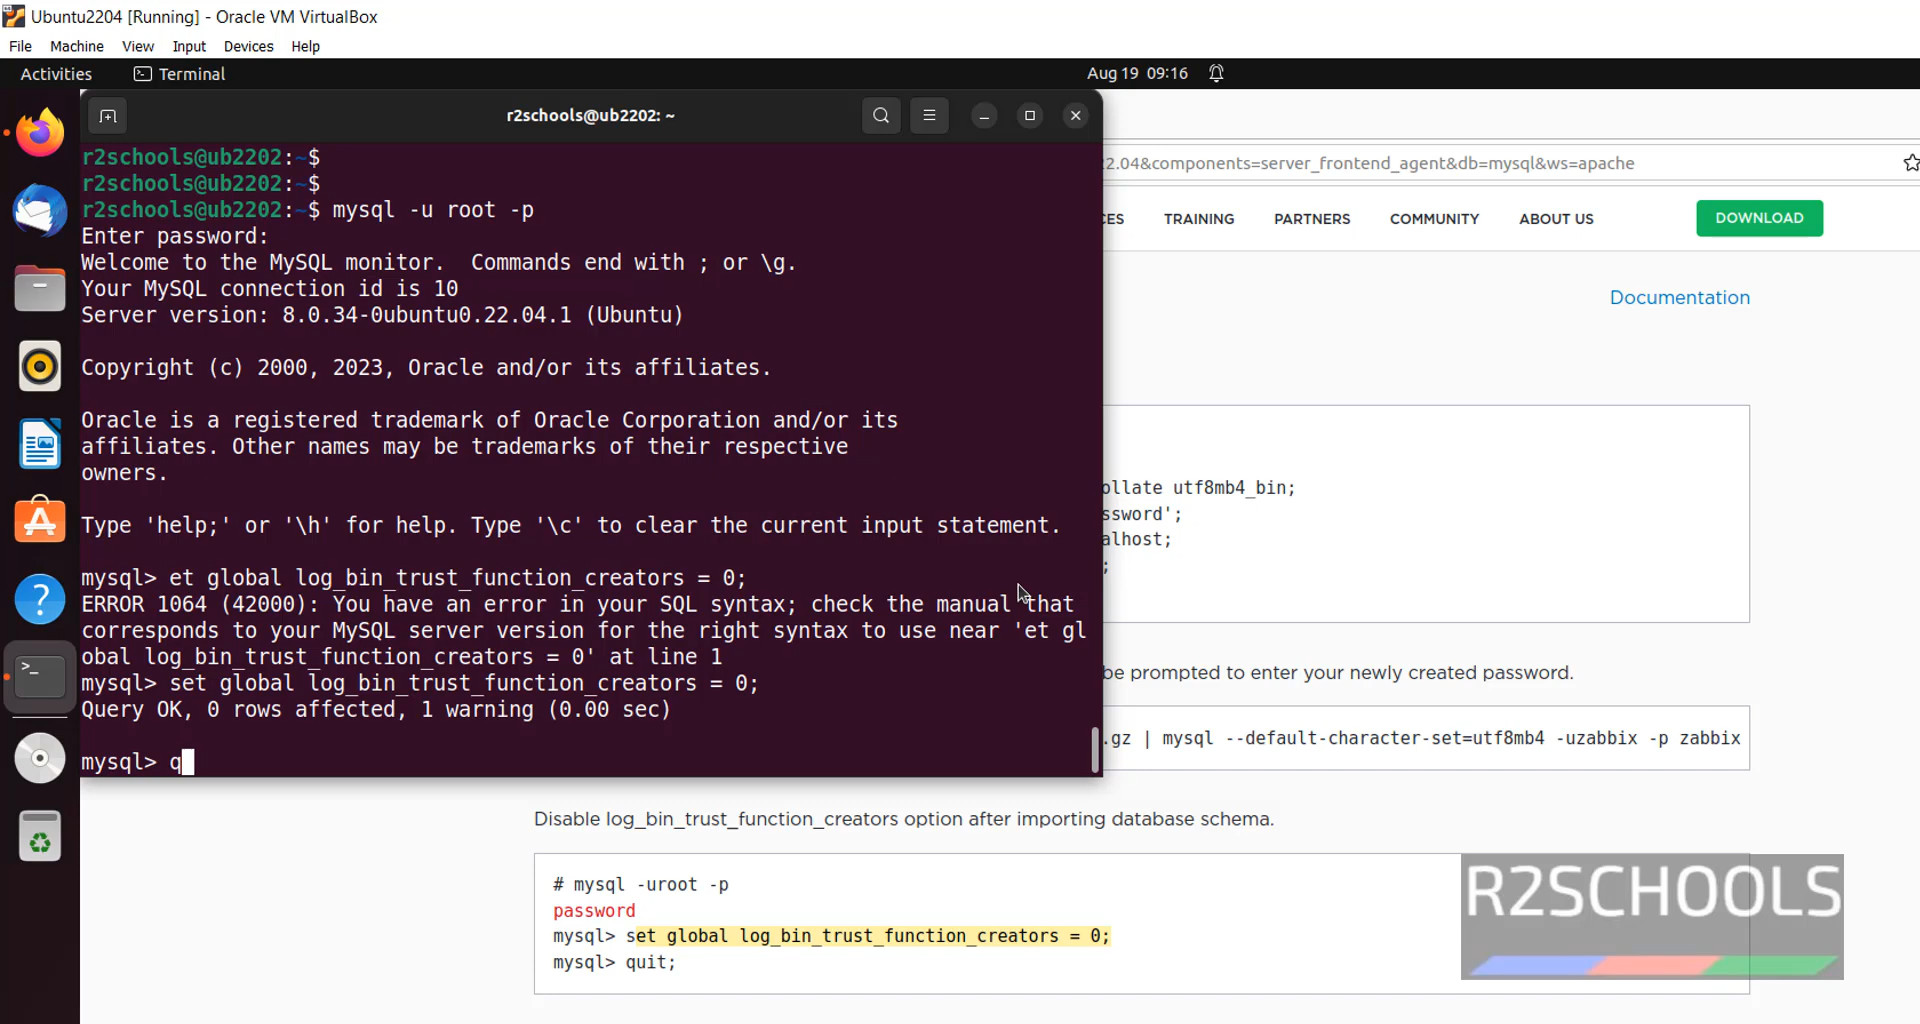 Ubuntu2204 [Running] - Oracle VM VirtualBox
File Machine View Input Devices Help
Activities Terminal Aug 19 09:16
r2schools@ub2202: ~
r2schools@ub2202:~$
r2schools@ub2202:~$
r2schools@ub2202:~$ mysql -u root -p
Enter password:
Welcome to the MySQL monitor.  Commands end with ; or \g.
Your MySQL connection id is 10
Server version: 8.0.34-0ubuntu0.22.04.1 (Ubuntu)
Copyright (c) 2000, 2023, Oracle and/or its affiliates.
Oracle is a registered trademark of Oracle Corporation and/or its
affiliates. Other names may be trademarks of their respective
owners.
Type 'help;' or '\h' for help. Type '\c' to clear the current input statement.
mysql> et global log_bin_trust_function_creators = 0;
ERROR 1064 (42000): You have an error in your SQL syntax; check the manual that
corresponds to your MySQL server version for the right syntax to use near 'et gl
obal log_bin_trust_function_creators = 0' at line 1
mysql> set global log_bin_trust_function_creators = 0;
Query OK, 0 rows affected, 1 warning (0.00 sec)
mysql> q
2.04&components=server_frontend_agent&db=mysql&ws=apache
CES TRAINING PARTNERS COMMUNITY ABOUT US DOWNLOAD
Documentation
ollate utf8mb4_bin;
ssword';
alhost;
;
be prompted to enter your newly created password.
.gz | mysql --default-character-set=utf8mb4 -uzabbix -p zabbix
Disable log_bin_trust_function_creators option after importing database schema.
# mysql -uroot -p
password
mysql> set global log_bin_trust_function_creators = 0;
mysql> quit;
R2SCHOOLS